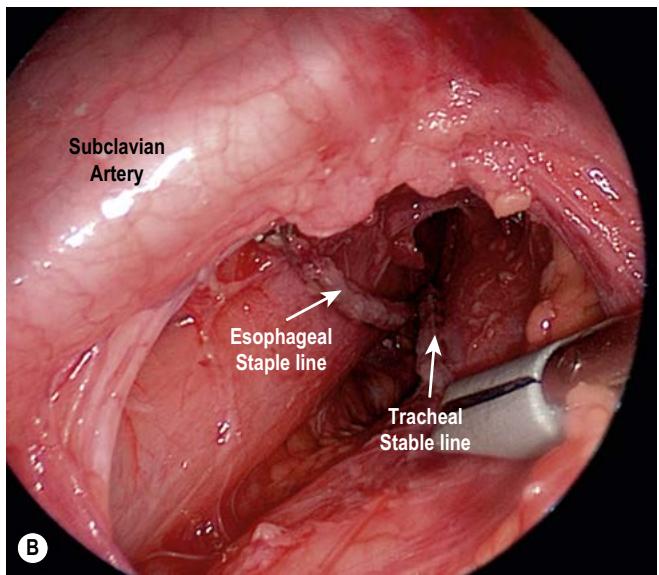 Subclavian
Artery
Esophageal
Staple line
Tracheal
Stable line
B